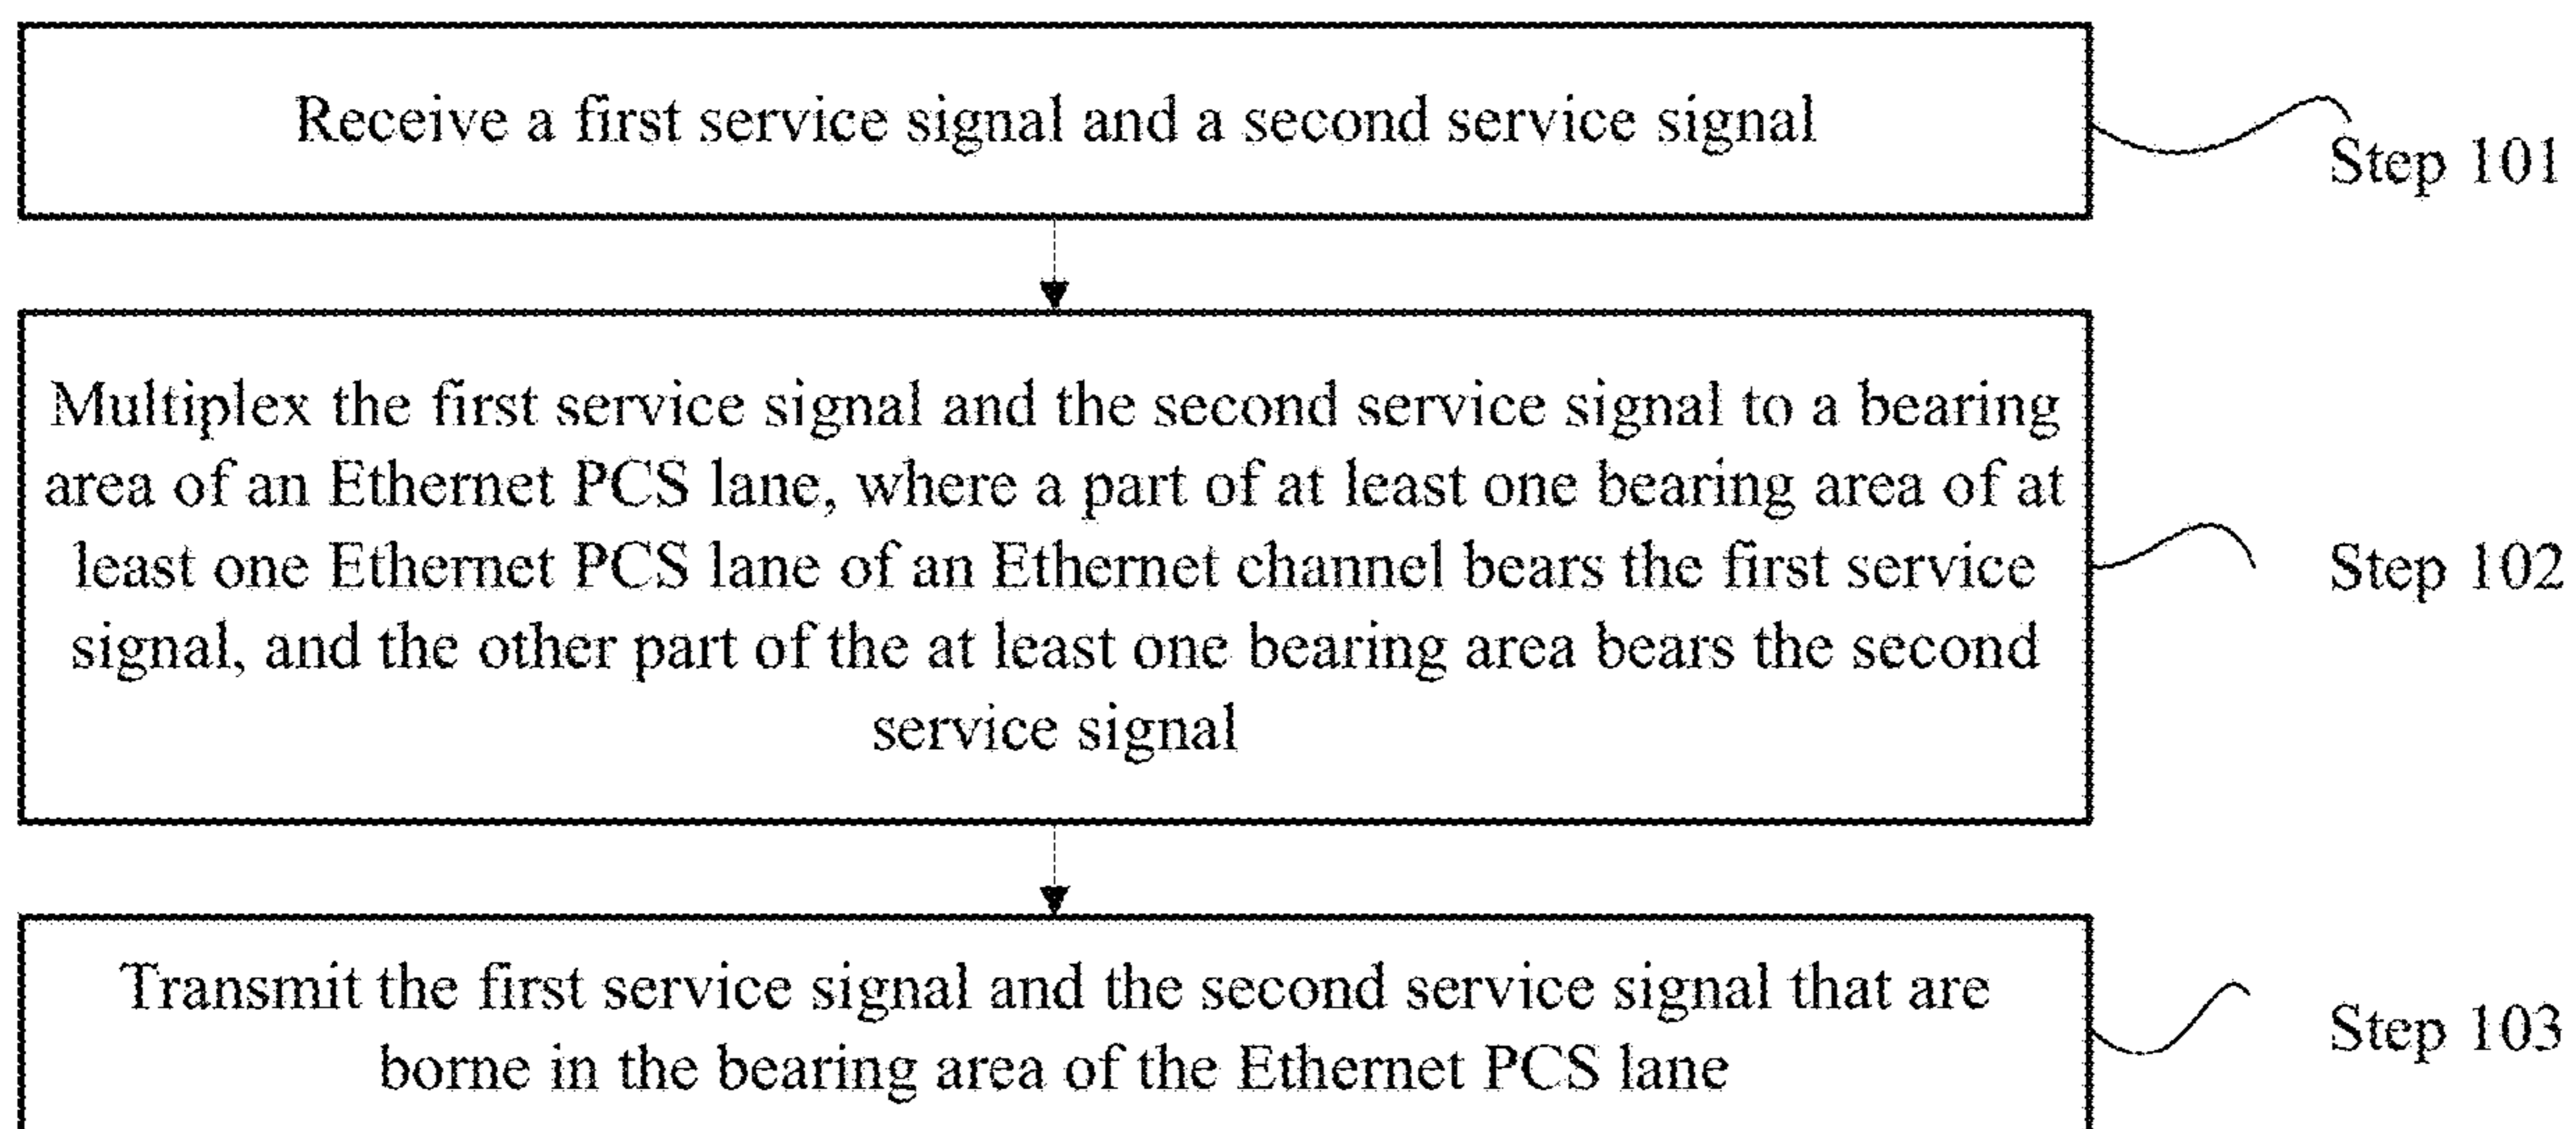 Receive a first service signal and a second service signal
Step 101
Multiplex the first service signal and the second service signal to a bearing
area of an Ethernet PCS lane, where a part of at least one bearing area of at
least one Ethernet PCS lane of an Ethernet channel bears the first service
signal, and the other part of the at least one bearing area bears the second
service signal
Step 102
Transmit the first service signal and the second service signal that are
borne in the bearing area of the Ethernet PCS lane
Step 103